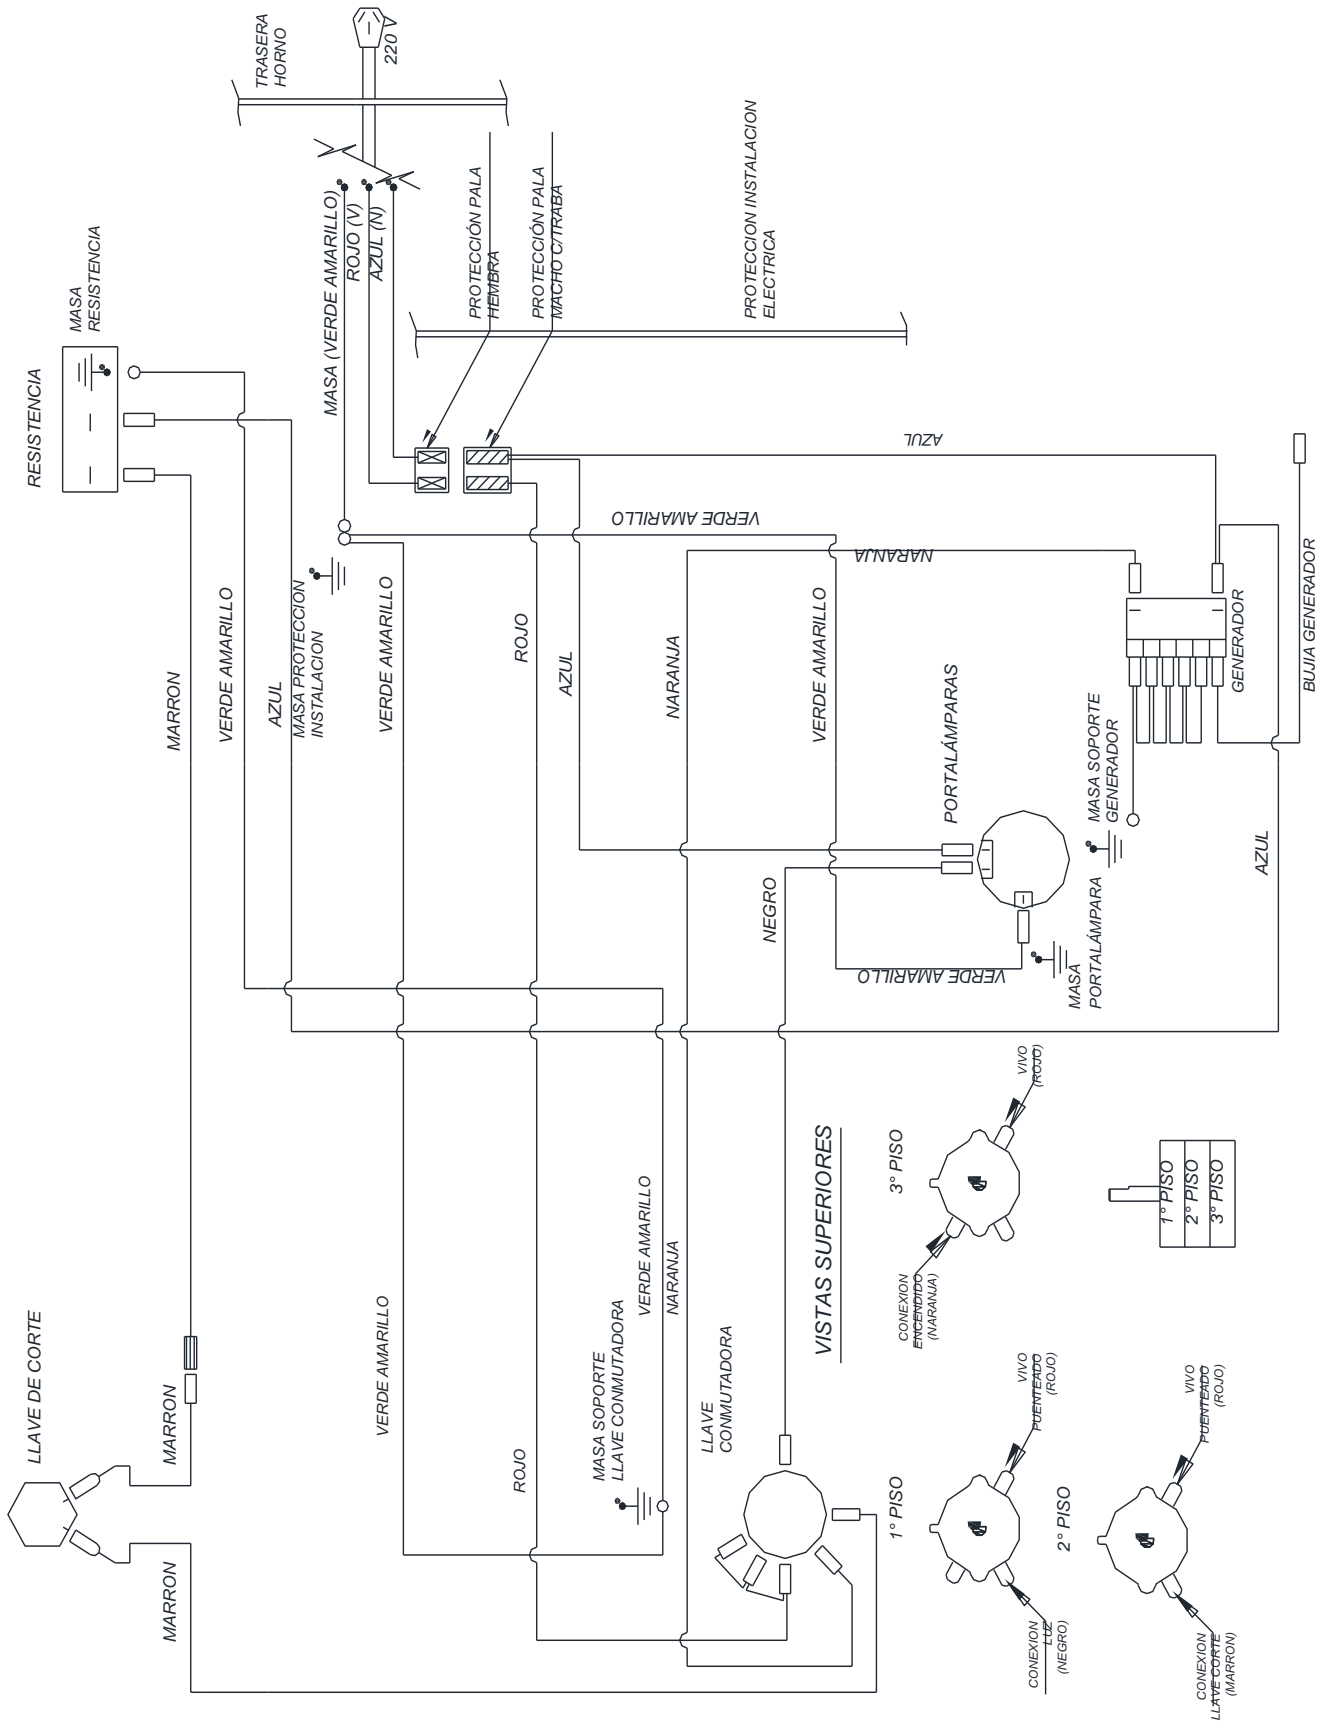 TRASERA
HORNO
220 V
MASA
RESISTENCIA
RESISTENCIA
MASA (VERDE AMARILLO)
ROJO (V)
AZUL (N)
PROTECCIÓN PALA
HEMBRA
PROTECCIÓN PALA
MACHO C/TRABA
PROTECCION INSTALACION
ELECTRICA
AZUL
VERDE AMARILLO
NARANJA
MARRON
VERDE AMARILLO
AZUL
MASA PROTECCION
INSTALACION
VERDE AMARILLO
ROJO
AZUL
NARANJA
VERDE AMARILLO
PORTALÁMPARAS
GENERADOR
BUJIA GENERADOR
MASA SOPORTE
GENERADOR
AZUL
NEGRO
MASA
PORTALÁMPARA
VERDE AMARILLO
LLAVE DE CORTE
MARRON
MARRON
VERDE AMARILLO
ROJO
MASA SOPORTE
LLAVE CONMUTADORA
VERDE AMARILLO
NARANJA
LLAVE
CONMUTADORA
VISTAS SUPERIORES
3° PISO
VIVO
(ROJO)
CONEXION
ENCENDIDO
(NARANJA)
1° PISO
2° PISO
3° PISO
1° PISO
VIVO
PUENTEADO
(ROJO)
CONEXION
LUZ
(NEGRO)
2° PISO
VIVO
PUENTEADO
(ROJO)
CONEXION
LLAVE CORTE
(MARRON)